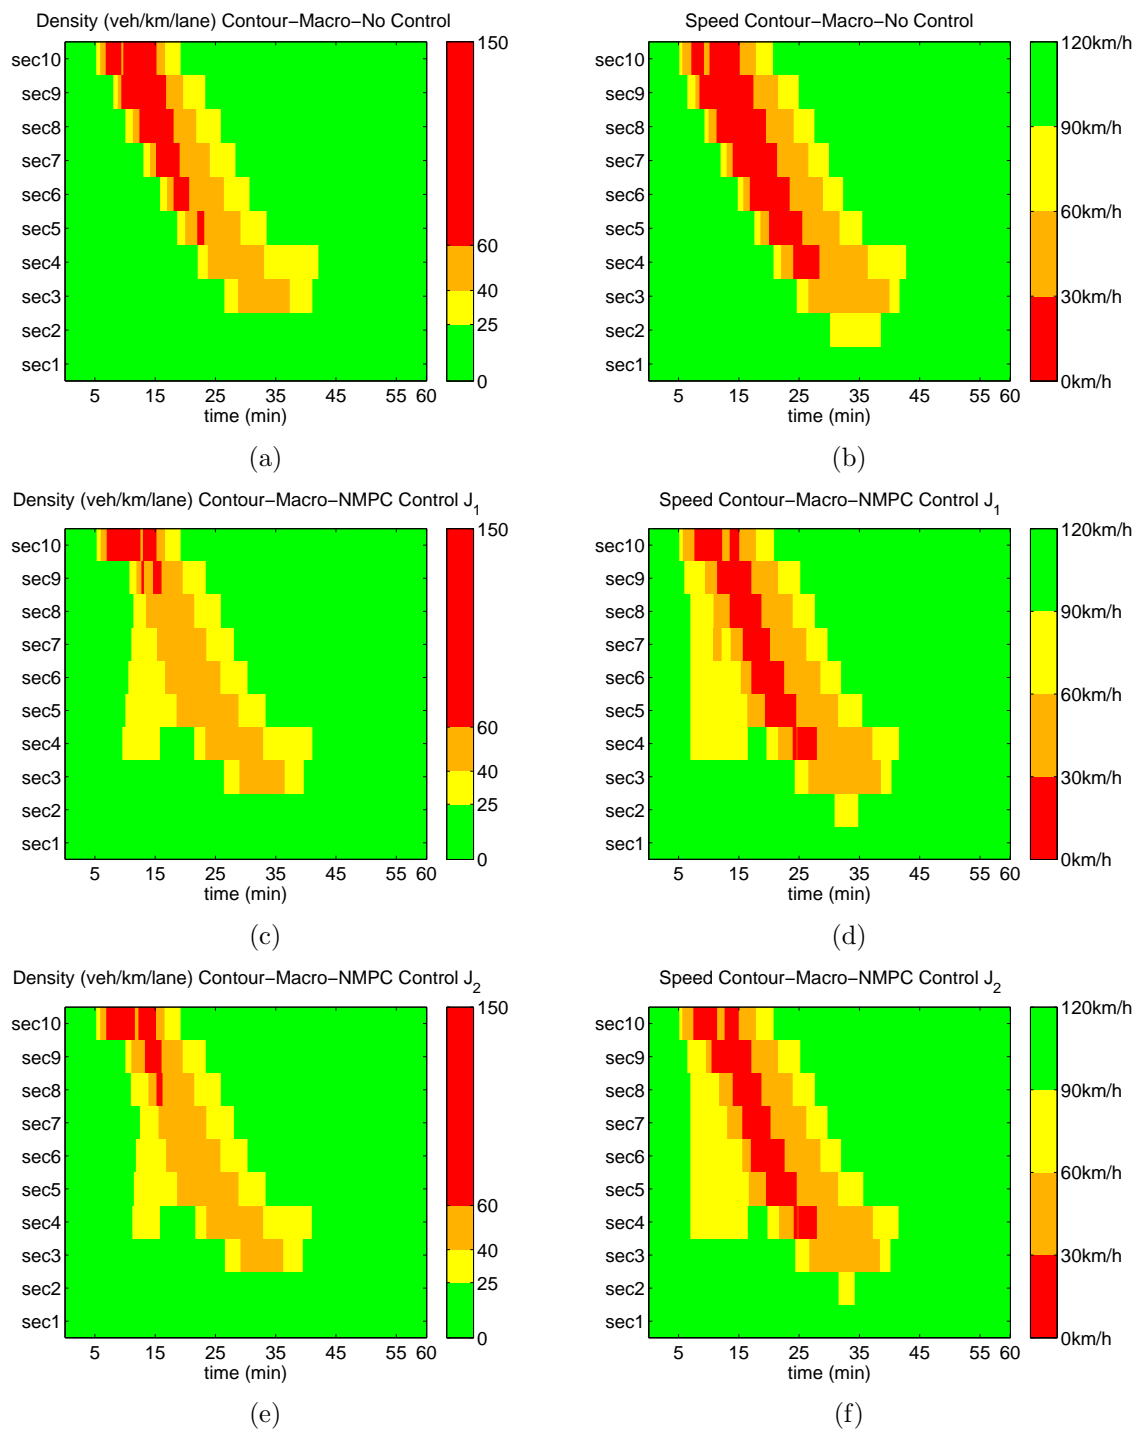 Density (veh/km/lane) Contour−Macro−No Control
sec10
sec9
sec8
sec7
sec6
sec5
sec4
sec3
sec2
sec1
5 15 25 35 45 55 60
time (min)
150
60
40
25
0
(a)
Speed Contour−Macro−No Control
sec10
sec9
sec8
sec7
sec6
sec5
sec4
sec3
sec2
sec1
5 15 25 35 45 55 60
time (min)
120km/h
90km/h
60km/h
30km/h
0km/h
(b)
Density (veh/km/lane) Contour−Macro−NMPC Control J1
sec10
sec9
sec8
sec7
sec6
sec5
sec4
sec3
sec2
sec1
5 15 25 35 45 55 60
time (min)
150
60
40
25
0
(c)
Speed Contour−Macro−NMPC Control J1
sec10
sec9
sec8
sec7
sec6
sec5
sec4
sec3
sec2
sec1
5 15 25 35 45 55 60
time (min)
120km/h
90km/h
60km/h
30km/h
0km/h
(d)
Density (veh/km/lane) Contour−Macro−NMPC Control J2
sec10
sec9
sec8
sec7
sec6
sec5
sec4
sec3
sec2
sec1
5 15 25 35 45 55 60
time (min)
150
60
40
25
0
(e)
Speed Contour−Macro−NMPC Control J2
sec10
sec9
sec8
sec7
sec6
sec5
sec4
sec3
sec2
sec1
5 15 25 35 45 55 60
time (min)
120km/h
90km/h
60km/h
30km/h
0km/h
(f)